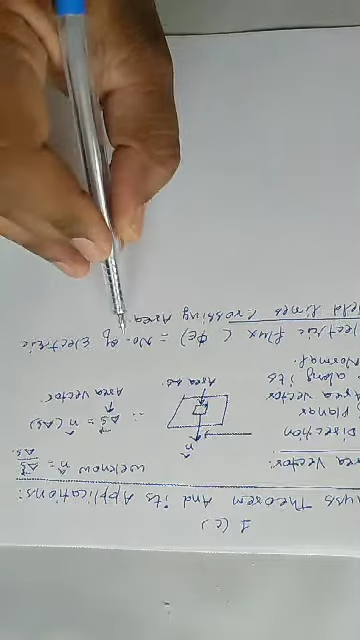 1 (c)
uss Theorem And its Applications:
rea Vector:
we know n̂ = ΔS⃗ / ΔS
Direction
Planar
Area vector
along its
Normal.
n̂
Area ΔS
∴ ΔS⃗ = n̂ (ΔS)
Area vector
lectric flux (φE) = No. of Electric
ield lines Crossing Area